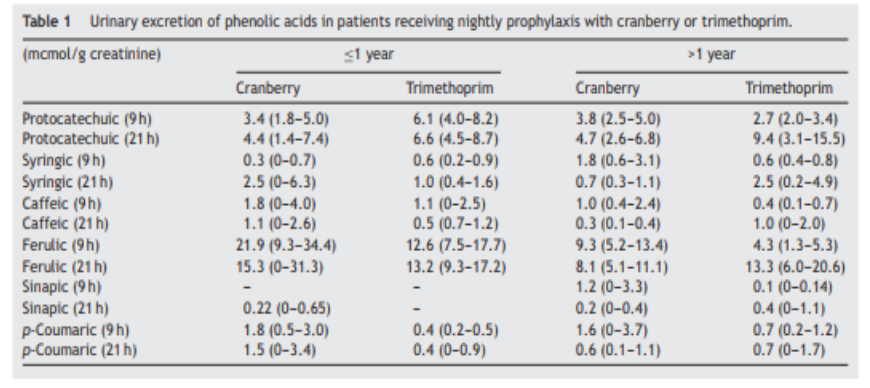 Table 1 Urinary excretion of phenolic acids in patients receiving nightly prophylaxis with cranberry or trimethoprim.
(mcmol/g creatinine) ≤1 year >1 year
Cranberry Trimethoprim Cranberry Trimethoprim
Protocatechuic (9 h) 3.4 (1.8–5.0) 6.1 (4.0–8.2) 3.8 (2.5–5.0) 2.7 (2.0–3.4)
Protocatechuic (21 h) 4.4 (1.4–7.4) 6.6 (4.5–8.7) 4.7 (2.6–6.8) 9.4 (3.1–15.5)
Syringic (9 h) 0.3 (0–0.7) 0.6 (0.2–0.9) 1.8 (0.6–3.1) 0.6 (0.4–0.8)
Syringic (21 h) 2.5 (0–6.3) 1.0 (0.4–1.6) 0.7 (0.3–1.1) 2.5 (0.2–4.9)
Caffeic (9 h) 1.8 (0–4.0) 1.1 (0–2.5) 1.0 (0.4–2.4) 0.4 (0.1–0.7)
Caffeic (21 h) 1.1 (0–2.6) 0.5 (0.7–1.2) 0.3 (0.1–0.4) 1.0 (0–2.0)
Ferulic (9 h) 21.9 (9.3–34.4) 12.6 (7.5–17.7) 9.3 (5.2–13.4) 4.3 (1.3–5.3)
Ferulic (21 h) 15.3 (0–31.3) 13.2 (9.3–17.2) 8.1 (5.1–11.1) 13.3 (6.0–20.6)
Sinapic (9 h) – – 1.2 (0–3.3) 0.1 (0–0.14)
Sinapic (21 h) 0.22 (0–0.65) – 0.2 (0–0.4) 0.4 (0–1.1)
p-Coumaric (9 h) 1.8 (0.5–3.0) 0.4 (0.2–0.5) 1.6 (0–3.7) 0.7 (0.2–1.2)
p-Coumaric (21 h) 1.5 (0–3.4) 0.4 (0–0.9) 0.6 (0.1–1.1) 0.7 (0–1.7)